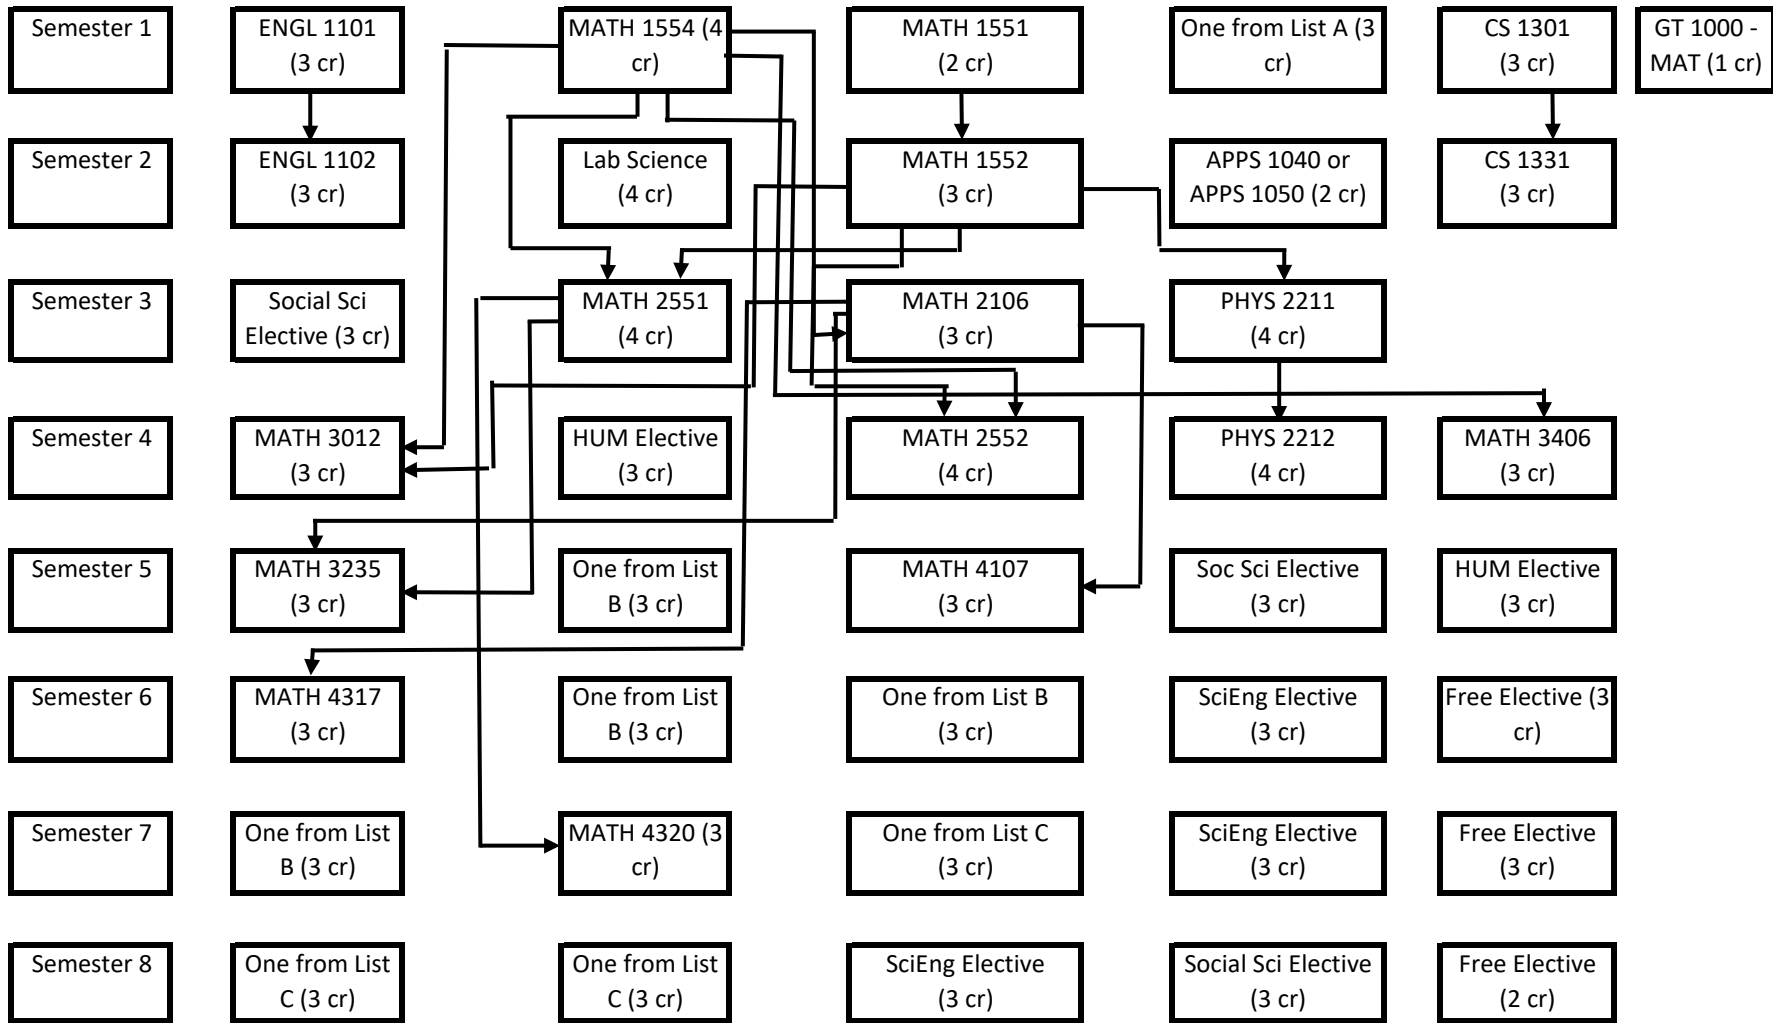 Semester 1
ENGL 1101
(3 cr)
MATH 1554 (4
cr)
MATH 1551
(2 cr)
One from List A (3
cr)
CS 1301
(3 cr)
GT 1000 -
MAT (1 cr)
Semester 2
ENGL 1102
(3 cr)
Lab Science
(4 cr)
MATH 1552
(3 cr)
APPS 1040 or
APPS 1050 (2 cr)
CS 1331
(3 cr)
Semester 3
Social Sci
Elective (3 cr)
MATH 2551
(4 cr)
MATH 2106
(3 cr)
PHYS 2211
(4 cr)
Semester 4
MATH 3012
(3 cr)
HUM Elective
(3 cr)
MATH 2552
(4 cr)
PHYS 2212
(4 cr)
MATH 3406
(3 cr)
Semester 5
MATH 3235
(3 cr)
One from List
B (3 cr)
MATH 4107
(3 cr)
Soc Sci Elective
(3 cr)
HUM Elective
(3 cr)
Semester 6
MATH 4317
(3 cr)
One from List
B (3 cr)
One from List B
(3 cr)
SciEng Elective
(3 cr)
Free Elective (3
cr)
Semester 7
One from List
B (3 cr)
MATH 4320 (3
cr)
One from List C
(3 cr)
SciEng Elective
(3 cr)
Free Elective
(3 cr)
Semester 8
One from List
C (3 cr)
One from List
C (3 cr)
SciEng Elective
(3 cr)
Social Sci Elective
(3 cr)
Free Elective
(2 cr)